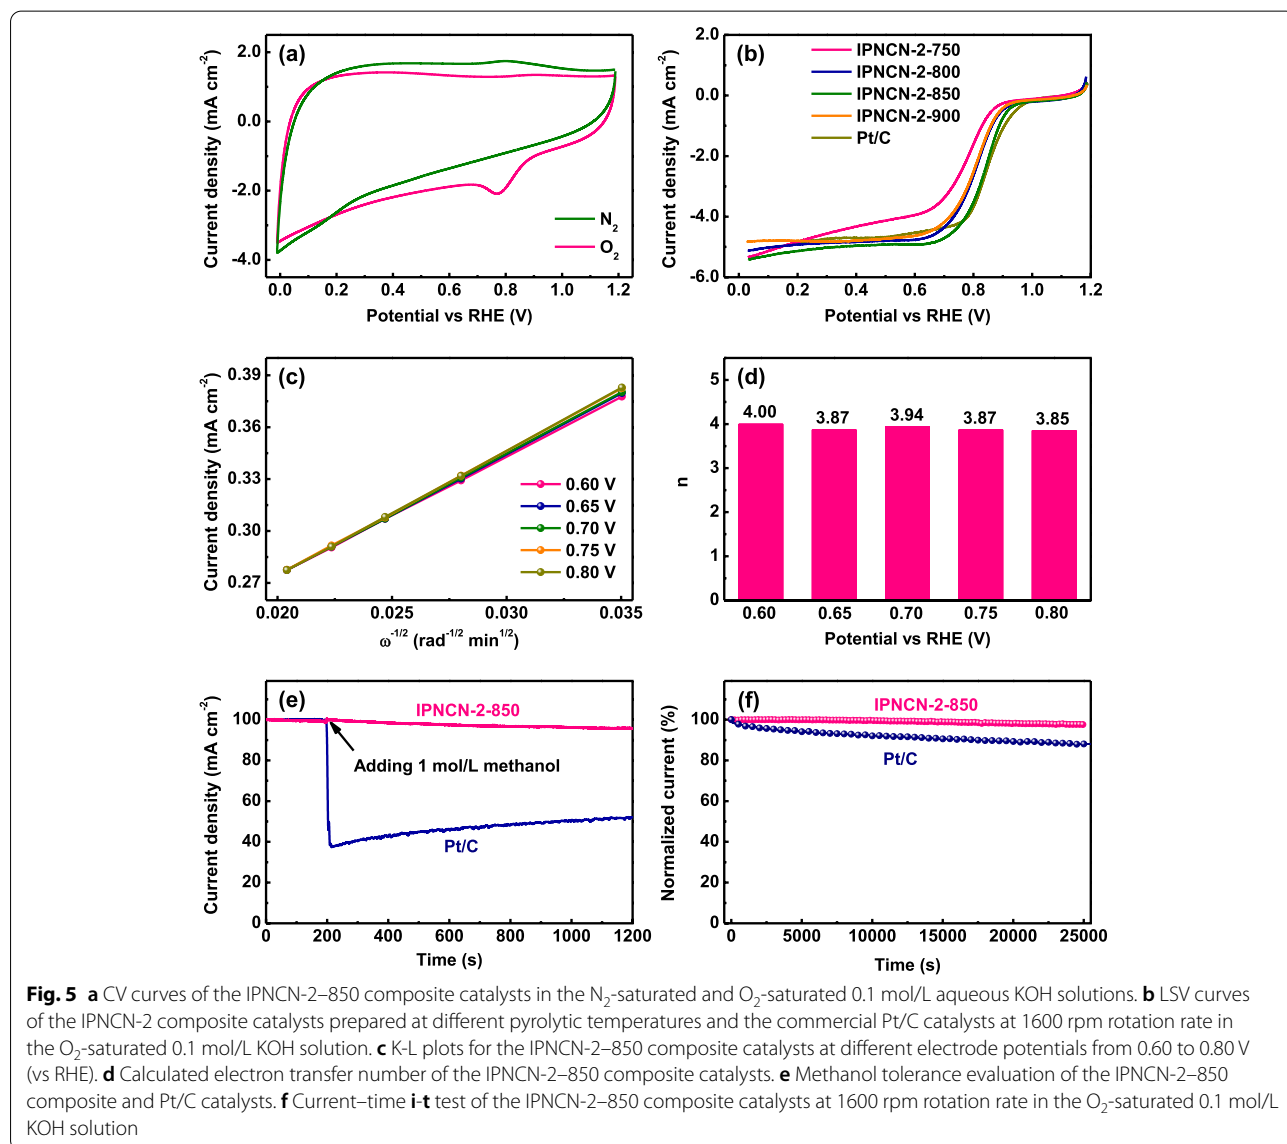 (a)
2.0
0.0
2.0
-4.0
Current density (mA cm-2)
N2
O2
0.0 0.2 0.4 0.6 0.8 1.0 1.2
Potential vs RHE (V)
(b)
IPNCN-2-750
IPNCN-2-800
IPNCN-2-850
IPNCN-2-900
Pt/C
0.0
-2.0
-4.0
-6.0
Current density (mA cm-2)
0.0 0.2 0.4 0.6 0.8 1.0 1.2
Potential vs RHE (V)
(c)
0.39
0.36
0.33
0.30
0.27
Current density (mA cm-2)
0.60 V
0.65 V
0.70 V
0.75 V
0.80 V
0.020 0.025 0.030 0.035
ω-1/2 (rad-1/2 min1/2)
(d)
5
4
3
2
1
0
n
4.00 3.87 3.94 3.87 3.85
0.60 0.65 0.70 0.75 0.80
Potential vs RHE (V)
(e)
100
80
60
40
20
0
Current density (mA cm-2)
IPNCN-2-850
Adding 1 mol/L methanol
Pt/C
0 200 400 600 800 1000 1200
Time (s)
(f)
100
80
60
40
20
0
Normalized current (%)
IPNCN-2-850
Pt/C
0 5000 10000 15000 20000 25000
Time (s)
Fig. 5 a CV curves of the IPNCN-2–850 composite catalysts in the N2-saturated and O2-saturated 0.1 mol/L aqueous KOH solutions. b LSV curves
of the IPNCN-2 composite catalysts prepared at different pyrolytic temperatures and the commercial Pt/C catalysts at 1600 rpm rotation rate in
the O2-saturated 0.1 mol/L KOH solution. c K-L plots for the IPNCN-2–850 composite catalysts at different electrode potentials from 0.60 to 0.80 V
(vs RHE). d Calculated electron transfer number of the IPNCN-2–850 composite catalysts. e Methanol tolerance evaluation of the IPNCN-2–850
composite and Pt/C catalysts. f Current–time i-t test of the IPNCN-2–850 composite catalysts at 1600 rpm rotation rate in the O2-saturated 0.1 mol/L
KOH solution